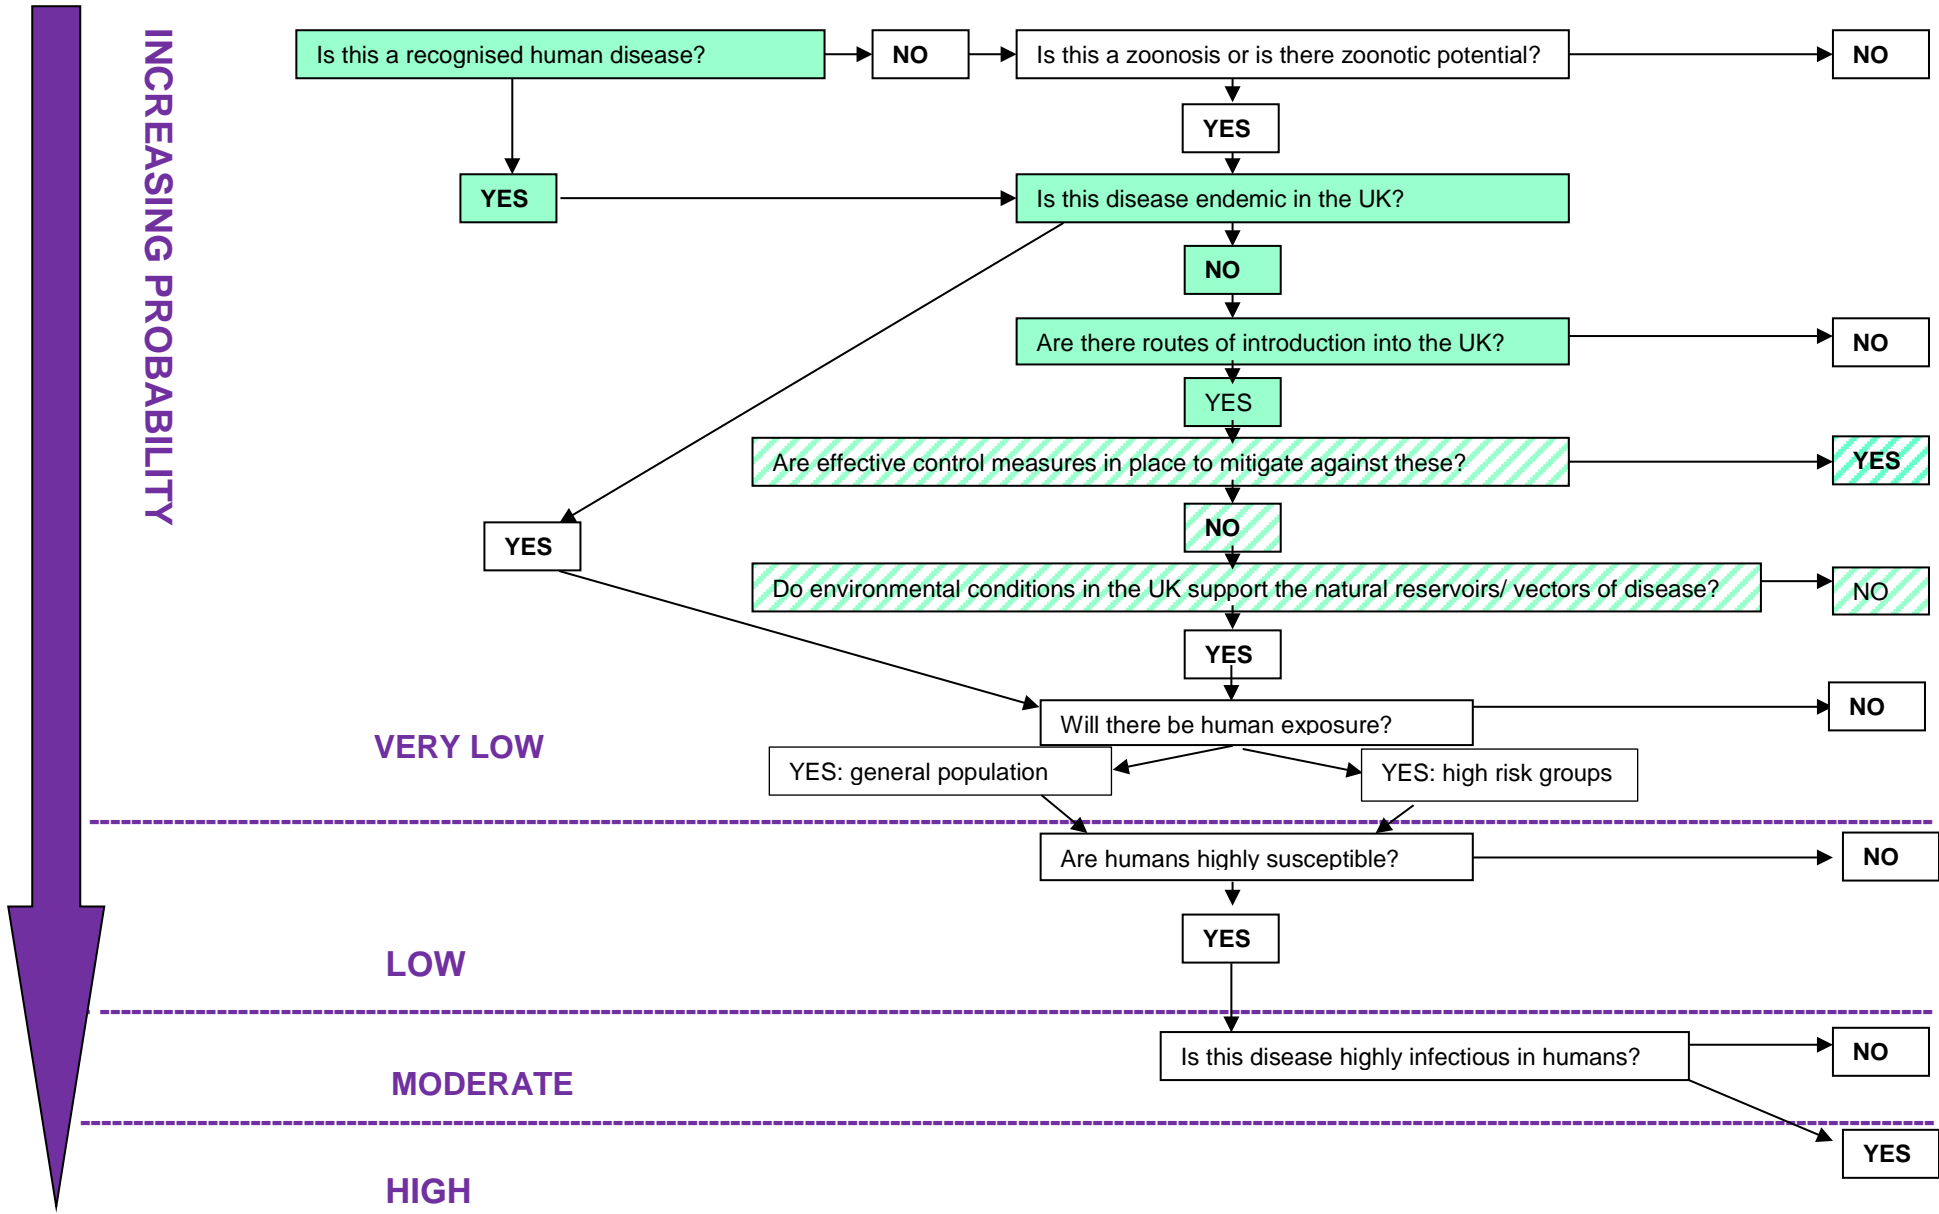 INCREASING PROBABILITY
Is this a recognised human disease?
NO
Is this a zoonosis or is there zoonotic potential?
NO
YES
YES
Is this disease endemic in the UK?
NO
Are there routes of introduction into the UK?
NO
YES
Are effective control measures in place to mitigate against these?
YES
NO
YES
Do environmental conditions in the UK support the natural reservoirs/ vectors of disease?
NO
YES
Will there be human exposure?
NO
VERY LOW
YES: general population
YES: high risk groups
Are humans highly susceptible?
NO
YES
LOW
Is this disease highly infectious in humans?
NO
MODERATE
YES
HIGH